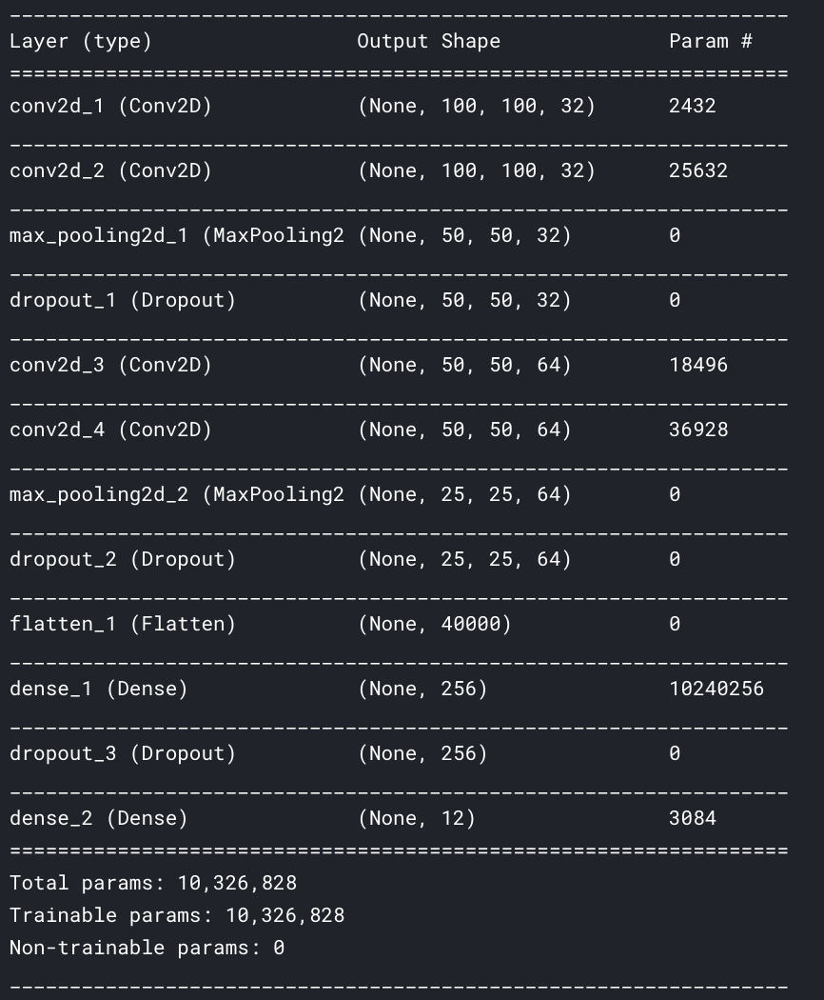 _________________________________________________________________
Layer (type)                 Output Shape              Param #
=================================================================
conv2d_1 (Conv2D)            (None, 100, 100, 32)      2432
_________________________________________________________________
conv2d_2 (Conv2D)            (None, 100, 100, 32)      25632
_________________________________________________________________
max_pooling2d_1 (MaxPooling2 (None, 50, 50, 32)        0
_________________________________________________________________
dropout_1 (Dropout)          (None, 50, 50, 32)        0
_________________________________________________________________
conv2d_3 (Conv2D)            (None, 50, 50, 64)        18496
_________________________________________________________________
conv2d_4 (Conv2D)            (None, 50, 50, 64)        36928
_________________________________________________________________
max_pooling2d_2 (MaxPooling2 (None, 25, 25, 64)        0
_________________________________________________________________
dropout_2 (Dropout)          (None, 25, 25, 64)        0
_________________________________________________________________
flatten_1 (Flatten)          (None, 40000)             0
_________________________________________________________________
dense_1 (Dense)              (None, 256)               10240256
_________________________________________________________________
dropout_3 (Dropout)          (None, 256)               0
_________________________________________________________________
dense_2 (Dense)              (None, 12)                3084
=================================================================
Total params: 10,326,828
Trainable params: 10,326,828
Non-trainable params: 0
_________________________________________________________________